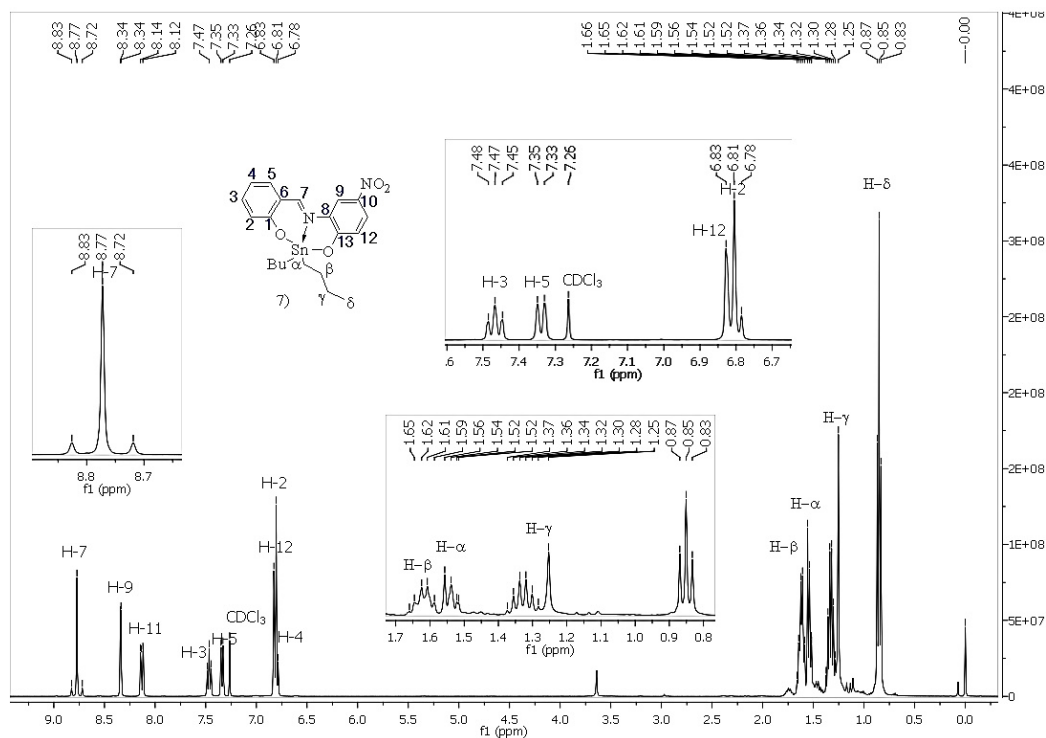 8.83 8.77 8.72 8.34 8.34 8.14 8.12 7.47 7.35 7.33 7.26 6.83 6.81 6.78 1.66 1.65 1.62 1.61 1.59 1.56 1.54 1.52 1.52 1.37 1.36 1.34 1.32 1.30 1.28 1.25 0.87 0.85 0.83 0.00
4E+08
4E+08
4E+08
3E+08
3E+08
2E+08
2E+08
2E+08
1E+08
5E+07
0
4 5 3 6 7 9 NO2
2 1 N 8 10
O 13 12
Sn O
Bu α β
7) γ δ
8.83 8.77 8.72
H-7
8.8 8.7
f1 (ppm)
7.48 7.47 7.45 7.35 7.33 7.26 6.83 6.81 6.78
H-2
H-12
H-3 H-5 CDCl3
.6 7.5 7.4 7.3 7.2 7.1 7.0 6.9 6.8 6.7
f1 (ppm)
H-δ
1.65 1.62 1.61 1.59 1.56 1.54 1.52 1.52 1.37 1.36 1.34 1.32 1.30 1.28 1.25 0.87 0.85 0.83
H-γ
H-β H-α
1.7 1.6 1.5 1.4 1.3 1.2 1.1 1.0 0.9 0.8
f1 (ppm)
H-γ
H-α
H-β
H-2
H-7 H-12
H-9
CDCl3
H-11 H-5 H-4
H-3
9.0 8.5 8.0 7.5 7.0 6.5 6.0 5.5 5.0 4.5 4.0 3.5 3.0 2.5 2.0 1.5 1.0 0.5 0.0
f1 (ppm)